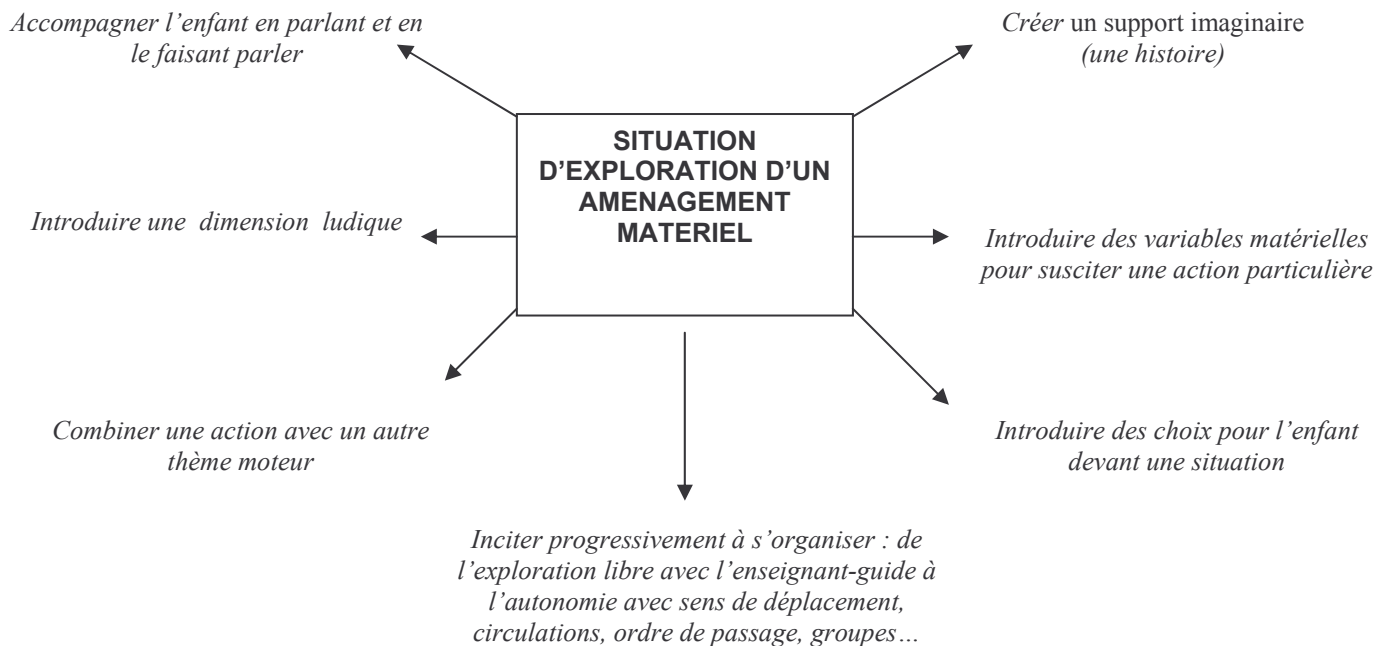 Accompagner l’enfant en parlant et en
le faisant parler
Créer un support imaginaire
(une histoire)
SITUATION
D’EXPLORATION D’UN
AMENAGEMENT
MATERIEL
Introduire une dimension ludique
Introduire des variables matérielles
pour susciter une action particulière
Combiner une action avec un autre
thème moteur
Introduire des choix pour l’enfant
devant une situation
Inciter progressivement à s’organiser : de
l’exploration libre avec l’enseignant-guide à
l’autonomie avec sens de déplacement,
circulations, ordre de passage, groupes…